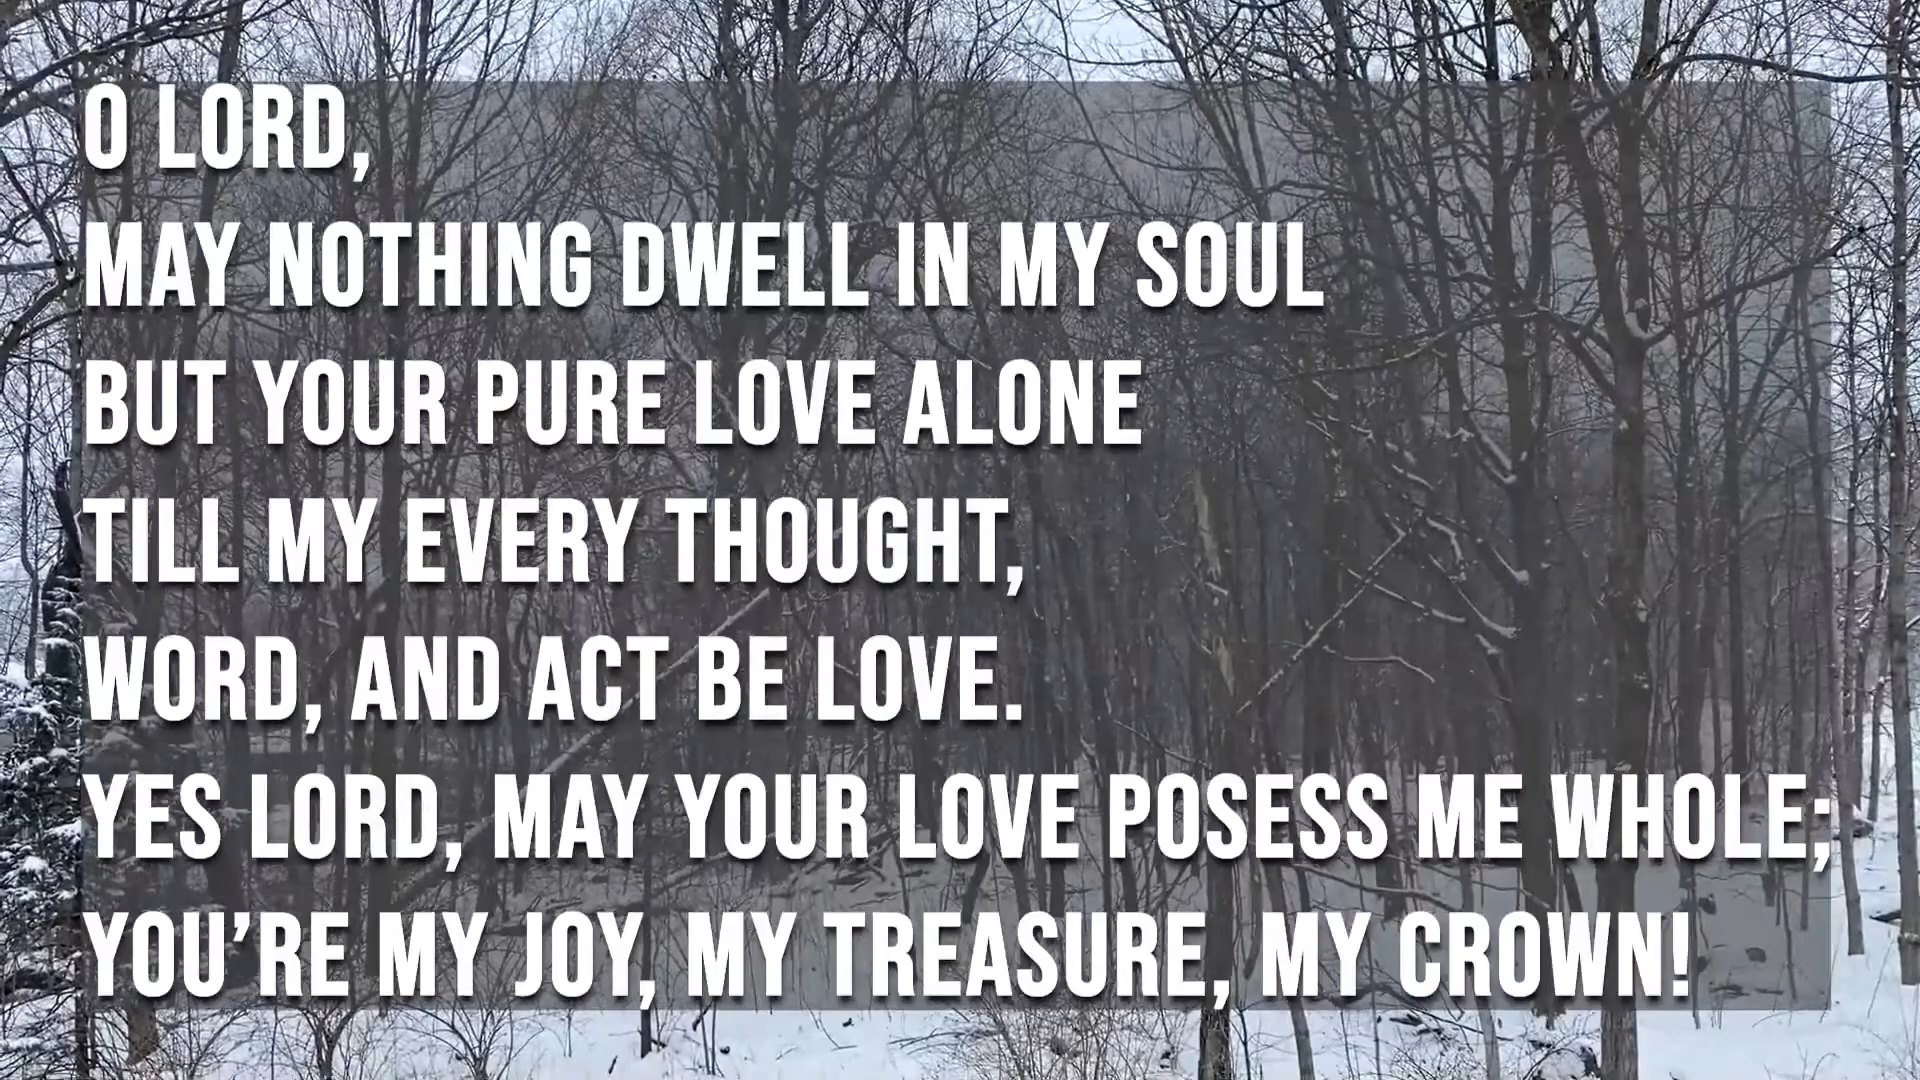 O LORD,
MAY NOTHING DWELL IN MY SOUL
BUT YOUR PURE LOVE ALONE
TILL MY EVERY THOUGHT,
WORD, AND ACT BE LOVE.
YES LORD, MAY YOUR LOVE POSESS ME WHOLE;
YOU’RE MY JOY, MY TREASURE, MY CROWN!